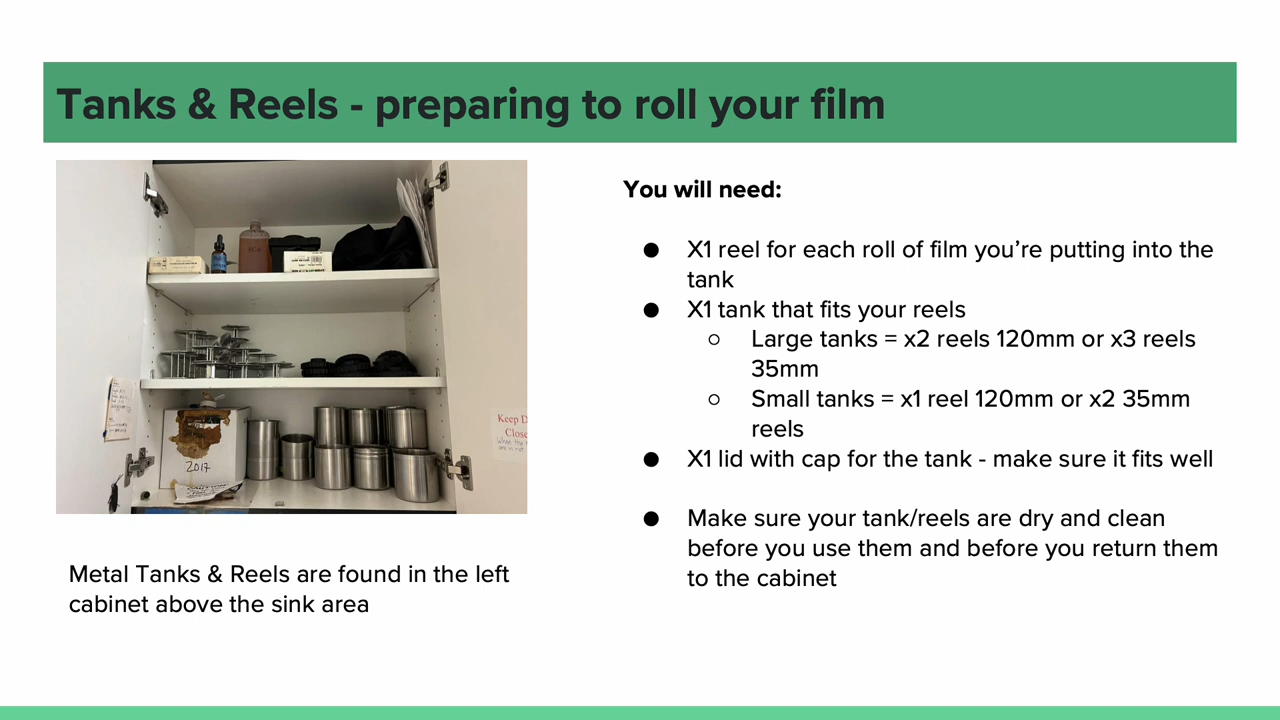 Tanks & Reels - preparing to roll your film
You will need:
● X1 reel for each roll of film you’re putting into the
tank
● X1 tank that fits your reels
○ Large tanks = x2 reels 120mm or x3 reels
35mm
○ Small tanks = x1 reel 120mm or x2 35mm
reels
● X1 lid with cap for the tank - make sure it fits well
● Make sure your tank/reels are dry and clean
before you use them and before you return them
to the cabinet
2017
Keep D
Close
When the
are in not
Metal Tanks & Reels are found in the left
cabinet above the sink area